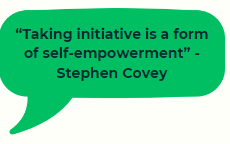 “Taking initiative is a form
of self-empowerment” -
Stephen Covey